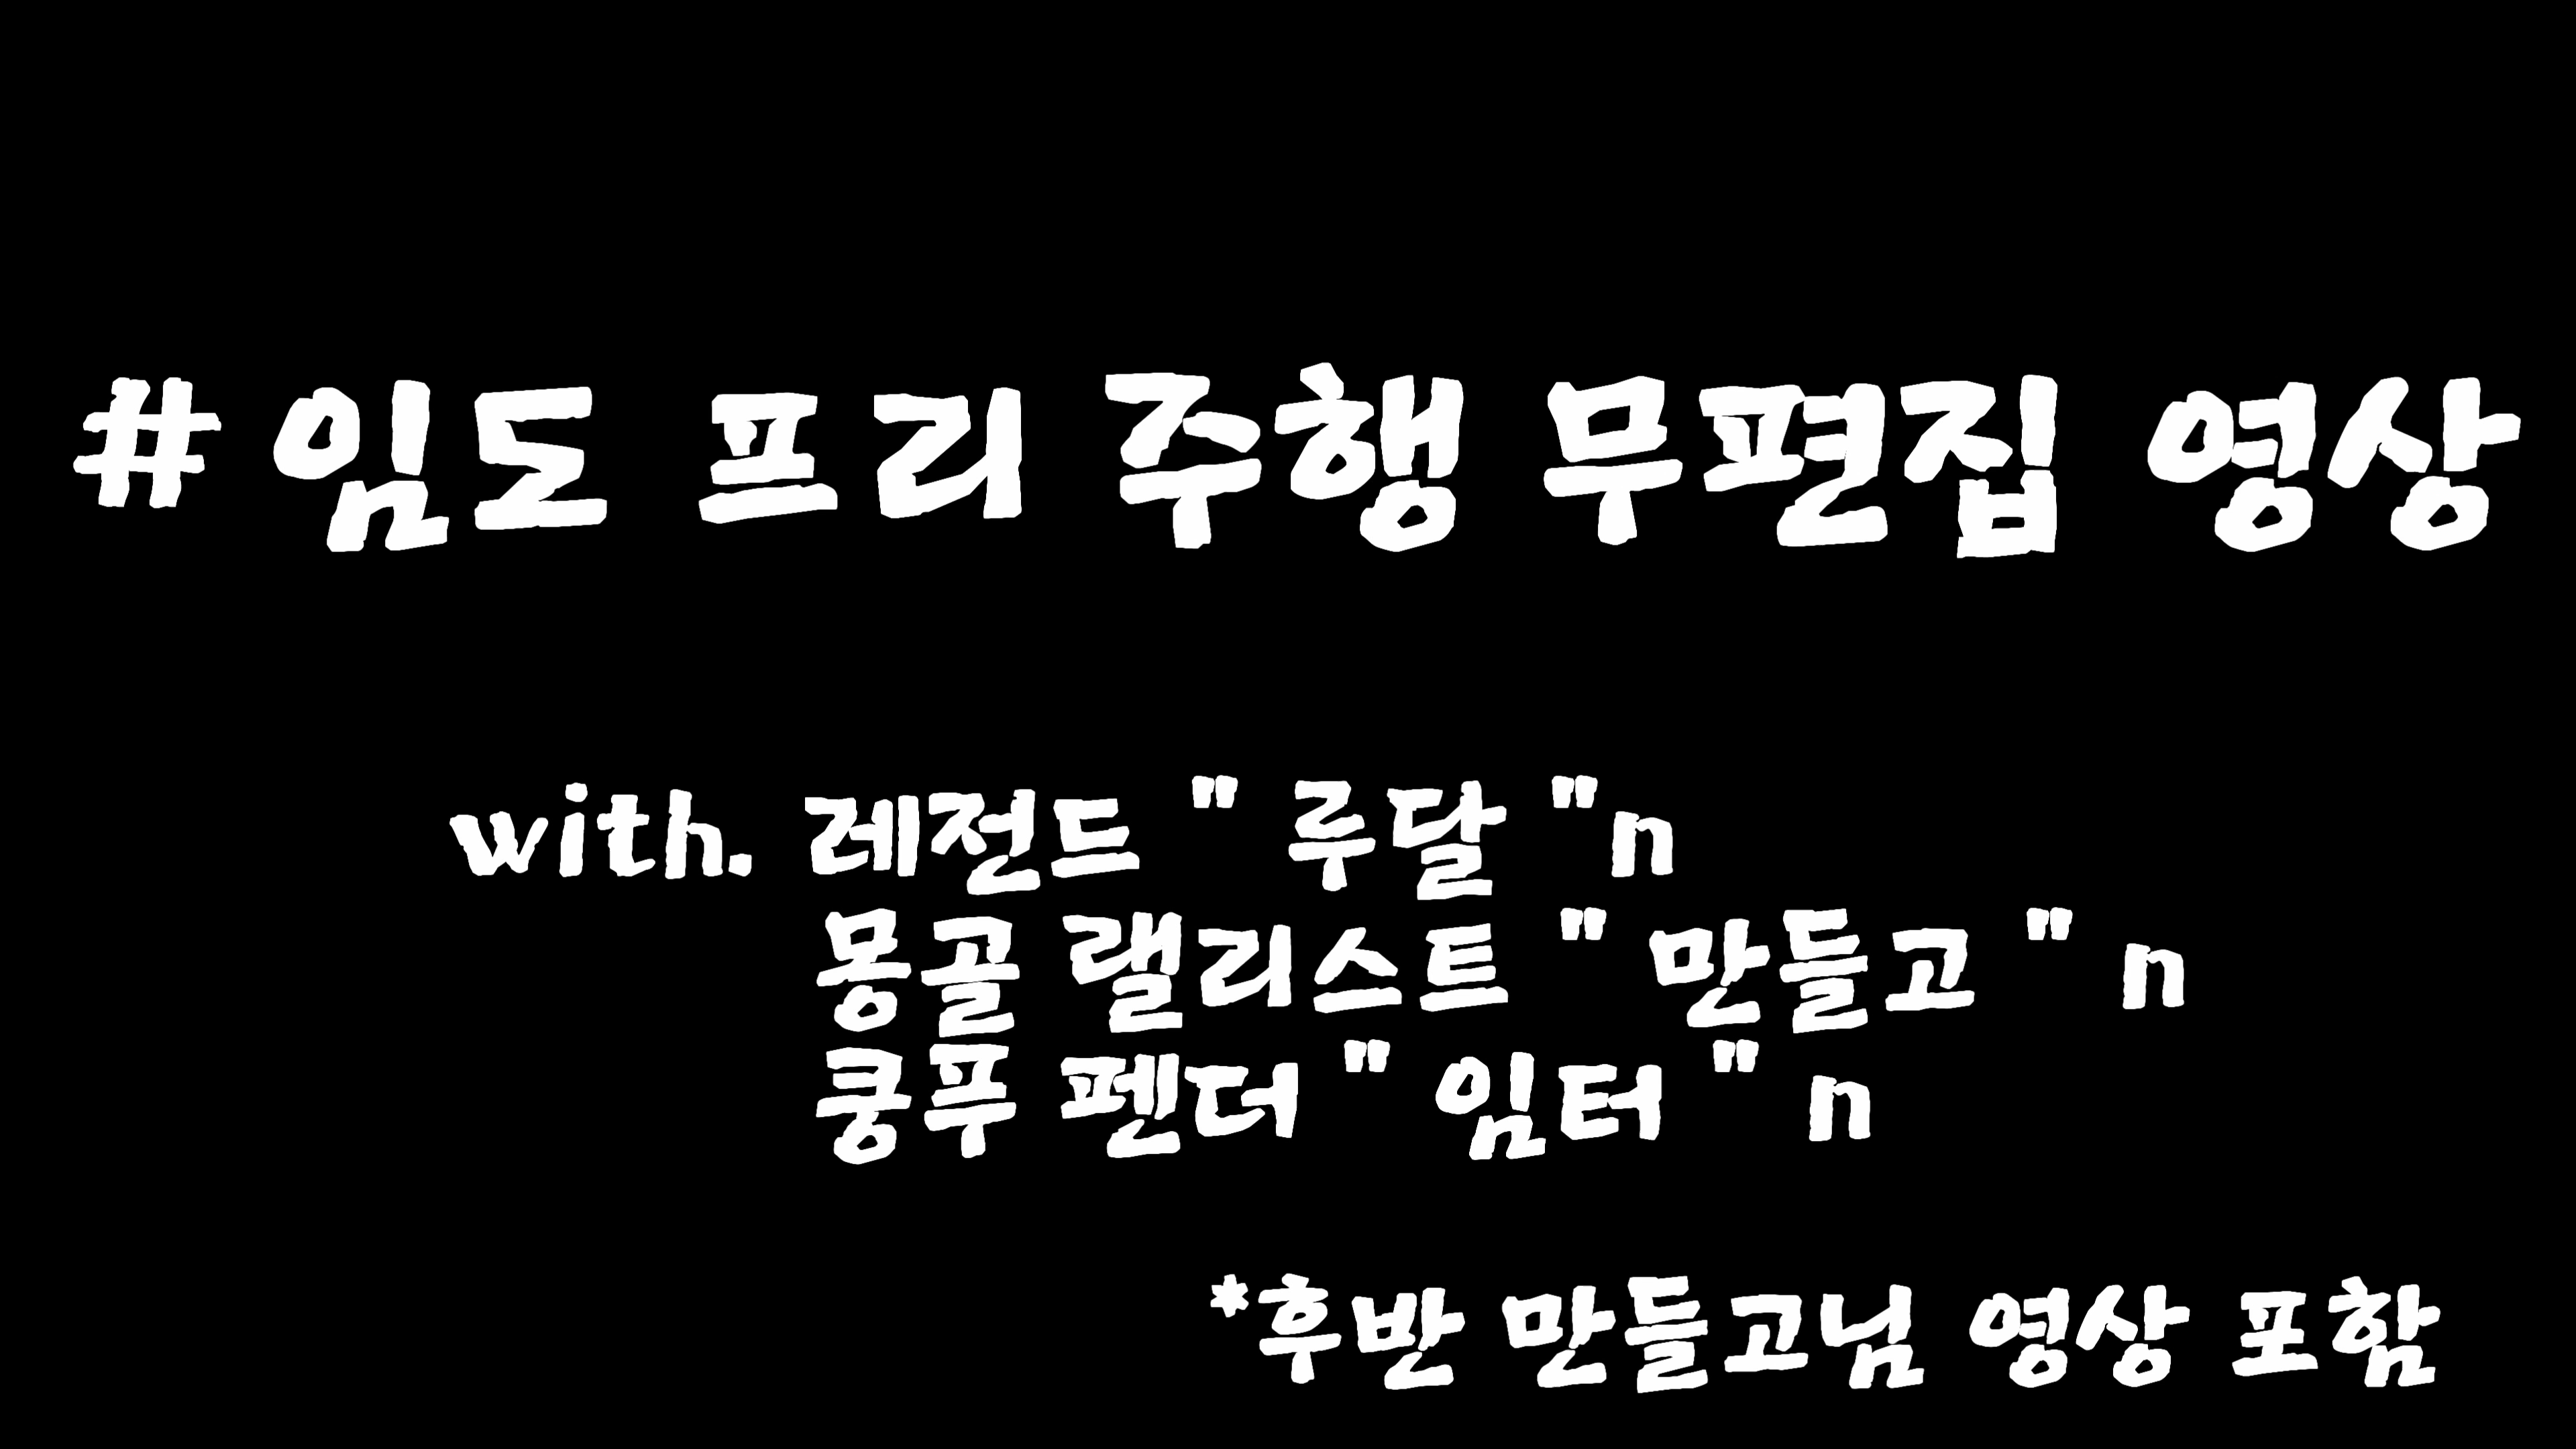 # 임도 프리 주행 무편집 영상
with. 레전드 " 루달 "n
몽골 랠리스트 " 만들고 " n
쿵푸 펜더 " 임터 " n
*후반 만들고님 영상 포함